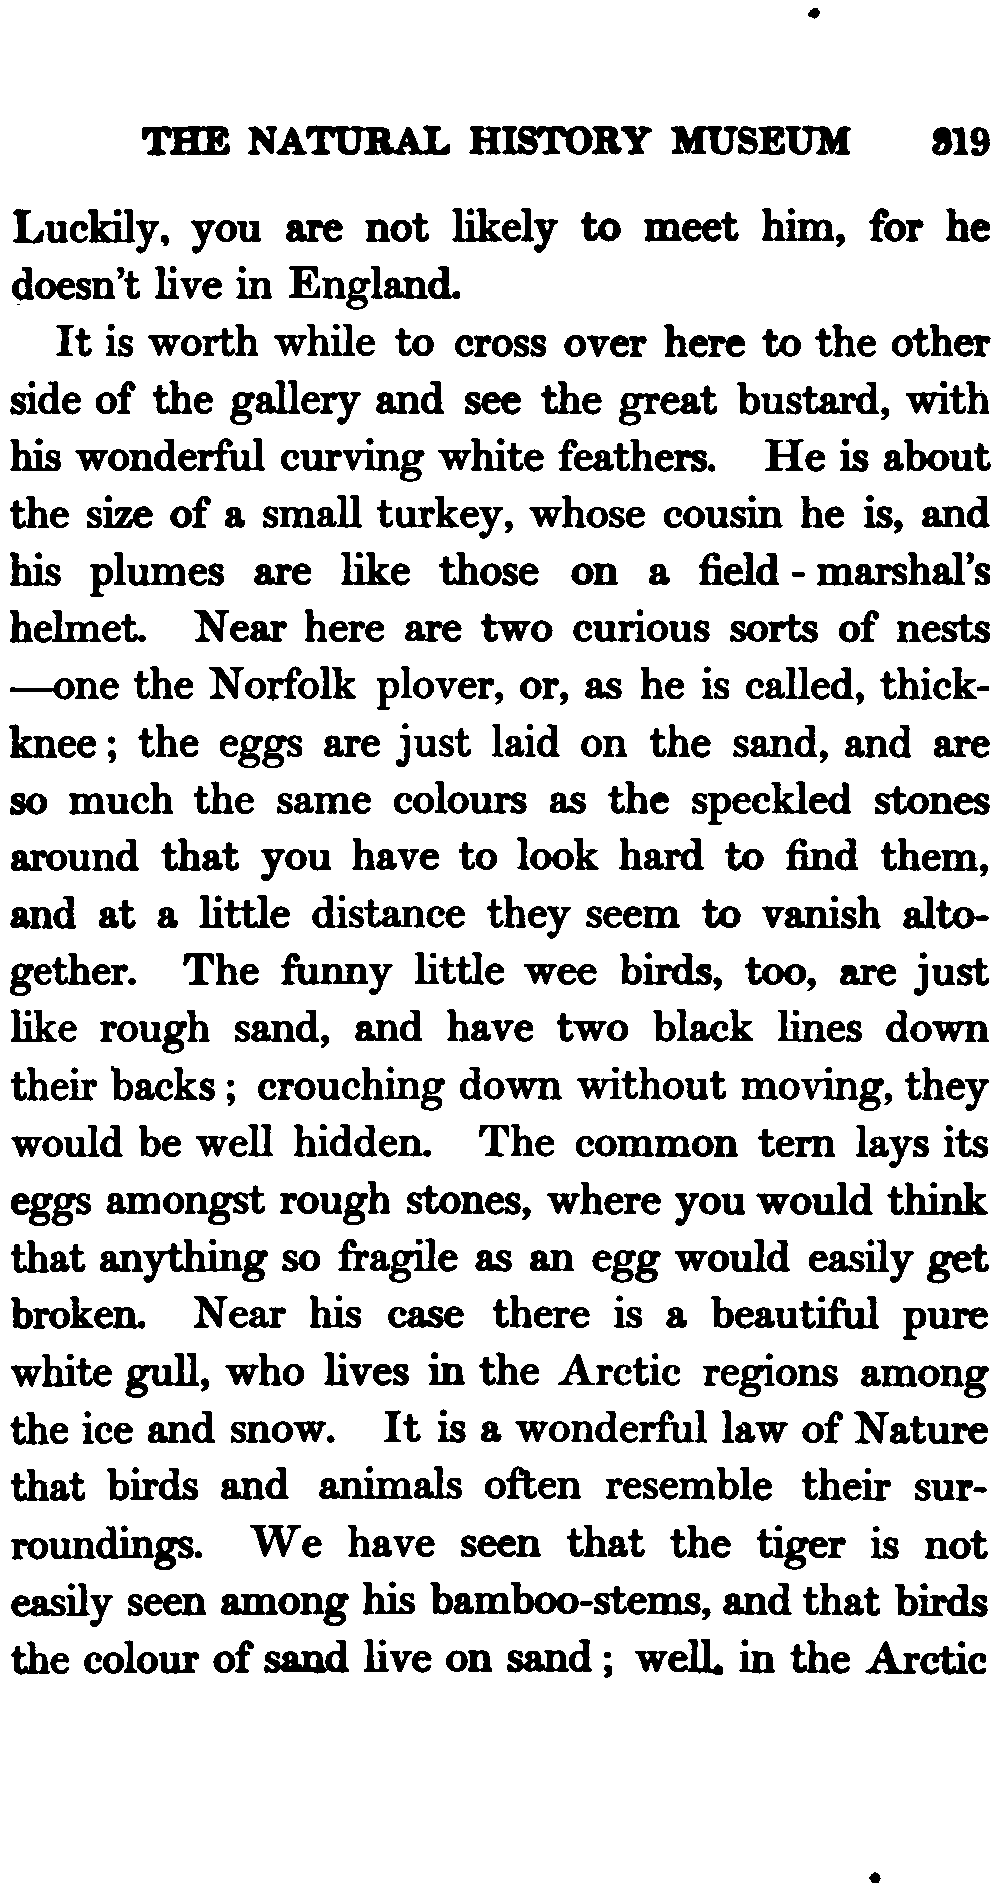 THE NATURAL HISTORY MUSEUM 319
Luckily, you are not likely to meet him, for he
doesn't live in England.
It is worth while to cross over here to the other
side of the gallery and see the great bustard, with
his wonderful curving white feathers. He is about
the size of a small turkey, whose cousin he is, and
his plumes are like those on a field-marshal's
helmet. Near here are two curious sorts of nests
—one the Norfolk plover, or, as he is called, thick-
knee; the eggs are just laid on the sand, and are
so much the same colours as the speckled stones
around that you have to look hard to find them,
and at a little distance they seem to vanish alto-
gether. The funny little wee birds, too, are just
like rough sand, and have two black lines down
their backs; crouching down without moving, they
would be well hidden. The common tern lays its
eggs amongst rough stones, where you would think
that anything so fragile as an egg would easily get
broken. Near his case there is a beautiful pure
white gull, who lives in the Arctic regions among
the ice and snow. It is a wonderful law of Nature
that birds and animals often resemble their sur-
roundings. We have seen that the tiger is not
easily seen among his bamboo-stems, and that birds
the colour of sand live on sand; well, in the Arctic